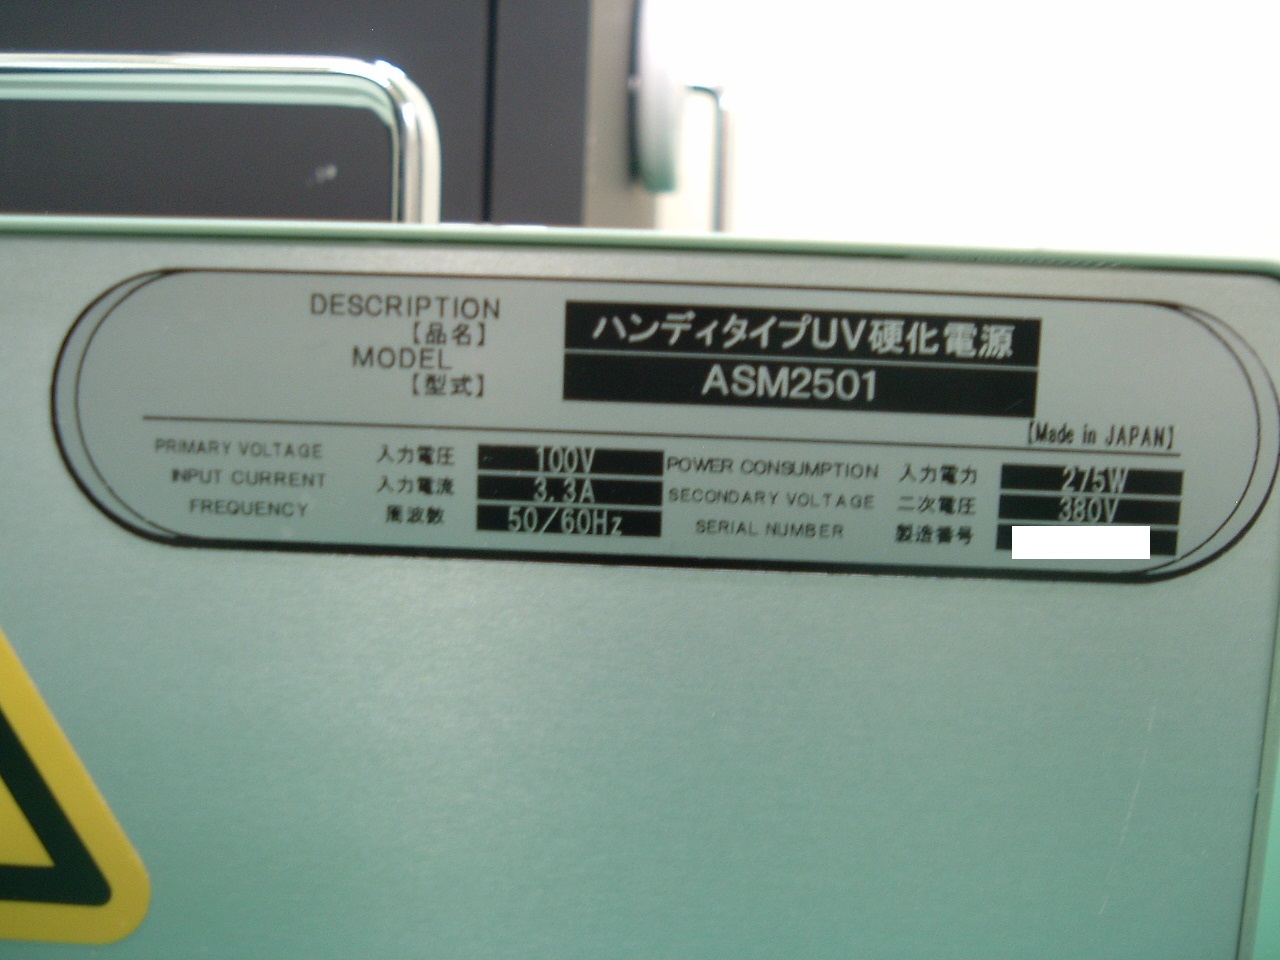 DESCRIPTION
【品名】
ハンディタイプUV硬化電源
MODEL
【型式】
ASM2501
【Made in JAPAN】
PRIMARY VOLTAGE 入力電圧 100V POWER CONSUMPTION 入力電力 275W
INPUT CURRENT 入力電流 3.3A SECONDARY VOLTAGE 二次電圧 380V
FREQUENCY 周波数 50/60Hz SERIAL NUMBER 製造番号